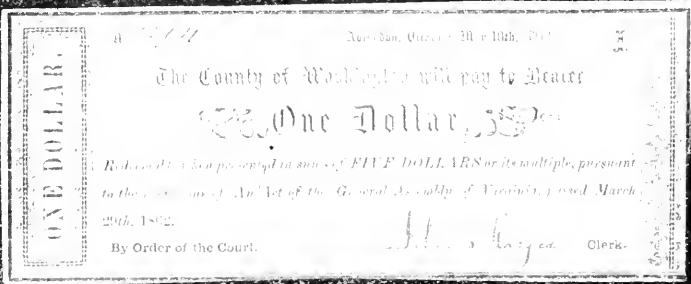 ONE DOLLAR.
The County of Washington will pay to Bearer
One Dollar,
Redeemable when presented in sums of FIVE DOLLARS or its multiple, pursuant
to the of An Act of the General Assembly of Virginia, passed March
29th, 1862.
By Order of the Court. Clerk.